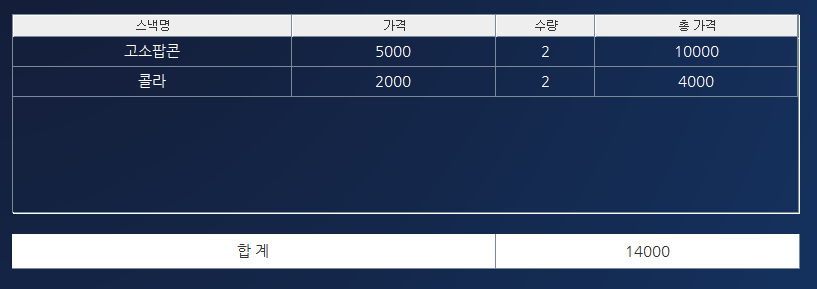 스낵명 가격 수량 총 가격
고소팝콘 5000 2 10000
콜라 2000 2 4000
합 계 14000